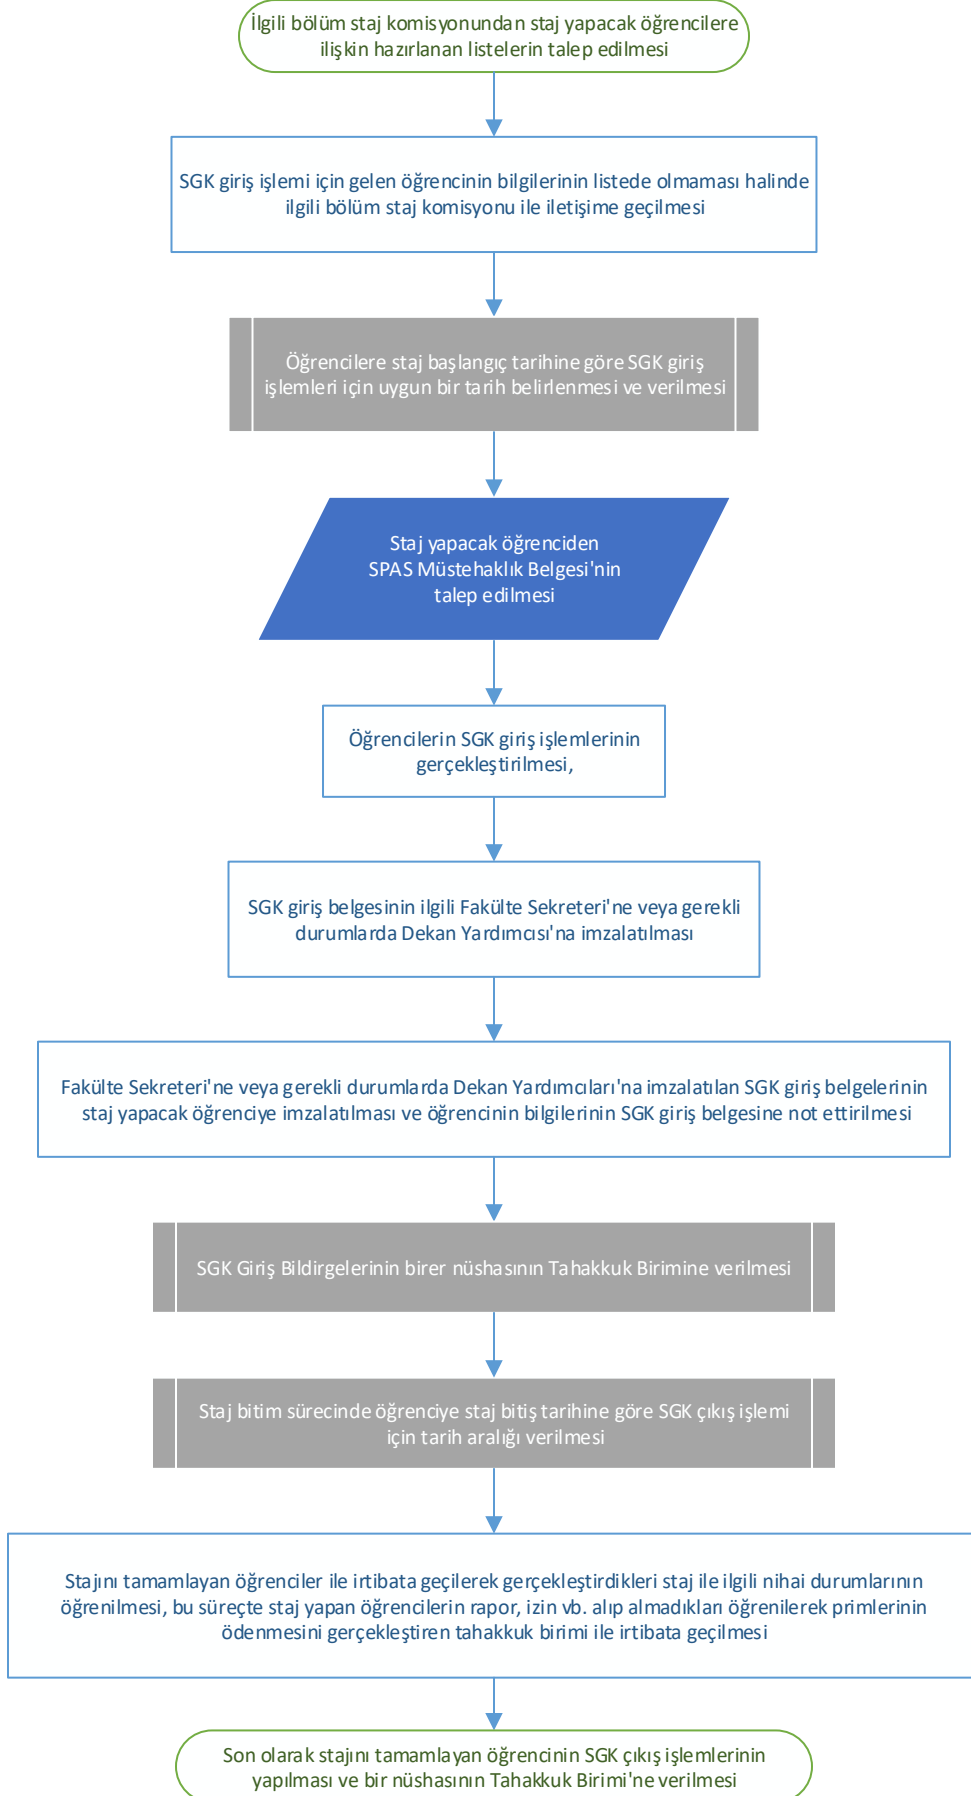 İlgili bölüm staj komisyonundan staj yapacak öğrencilere
ilişkin hazırlanan listelerin talep edilmesi
SGK giriş işlemi için gelen öğrencinin bilgilerinin listede olmaması halinde
ilgili bölüm staj komisyonu ile iletişime geçilmesi
Öğrencilere staj başlangıç tarihine göre SGK giriş
işlemleri için uygun bir tarih belirlenmesi ve verilmesi
Staj yapacak öğrenciden
SPAS Müstehaklık Belgesi'nin
talep edilmesi
Öğrencilerin SGK giriş işlemlerinin
gerçekleştirilmesi,
SGK giriş belgesinin ilgili Fakülte Sekreteri'ne veya gerekli
durumlarda Dekan Yardımcısı'na imzalatılması
Fakülte Sekreteri'ne veya gerekli durumlarda Dekan Yardımcıları'na imzalatılan SGK giriş belgelerinin
staj yapacak öğrenciye imzalatılması ve öğrencinin bilgilerinin SGK giriş belgesine not ettirilmesi
SGK Giriş Bildirgelerinin birer nüshasının Tahakkuk Birimine verilmesi
Staj bitim sürecinde öğrenciye staj bitiş tarihine göre SGK çıkış işlemi
için tarih aralığı verilmesi
Stajını tamamlayan öğrenciler ile irtibata geçilerek gerçekleştirdikleri staj ile ilgili nihai durumlarının
öğrenilmesi, bu süreçte staj yapan öğrencilerin rapor, izin vb. alıp almadıkları öğrenilerek primlerinin
ödenmesini gerçekleştiren tahakkuk birimi ile irtibata geçilmesi
Son olarak stajını tamamlayan öğrencinin SGK çıkış işlemlerinin
yapılması ve bir nüshasının Tahakkuk Birimi'ne verilmesi